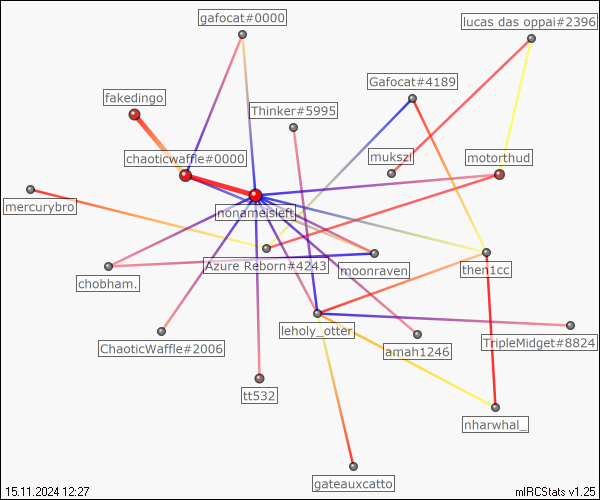 gafocat#0000
lucas das oppai#2396
Gafocat#4189
fakedingo
Thinker#5995
chaoticwaffle#0000
mukszi
motorthud
mercurybro
nonameisleft
Azure Reborn#4243
moonraven
then1cc
chobham.
leholy_otter
ChaoticWaffle#2006
amah1246
TripleMidget#8824
tt532
nharwhal_
gateauxcatto
15.11.2024 12:27
mIRCStats v1.25